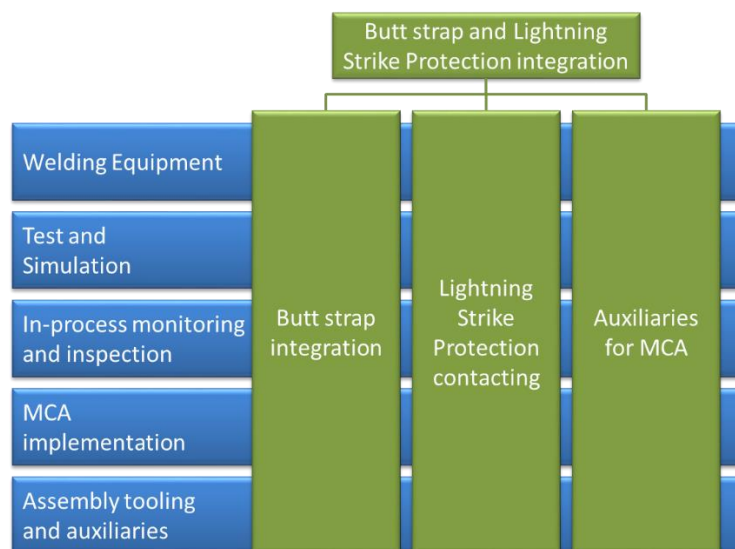 Butt strap and Lightning
Strike Protection integration
Welding Equipment
Test and
Simulation
In-process monitoring
and inspection
MCA
implementation
Assembly tooling
and auxiliaries
Butt strap
integration
Lightning
Strike
Protection
contacting
Auxiliaries
for MCA